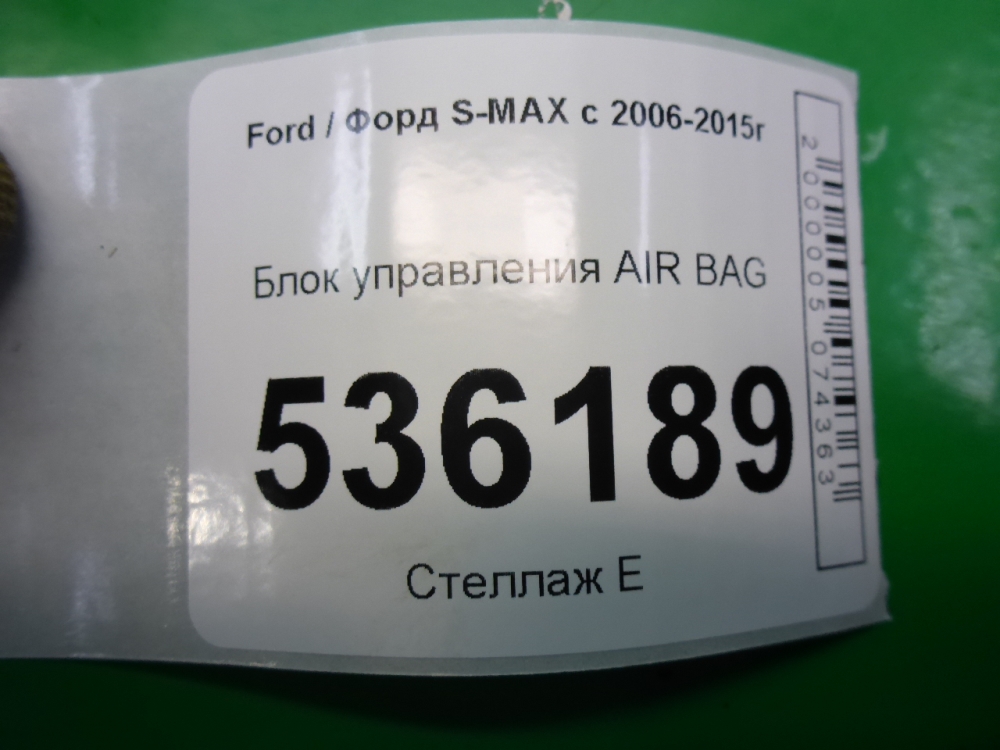 Ford / Форд S-MAX с 2006-2015г
Блок управления AIR BAG
536189
Стеллаж E
2000005074363